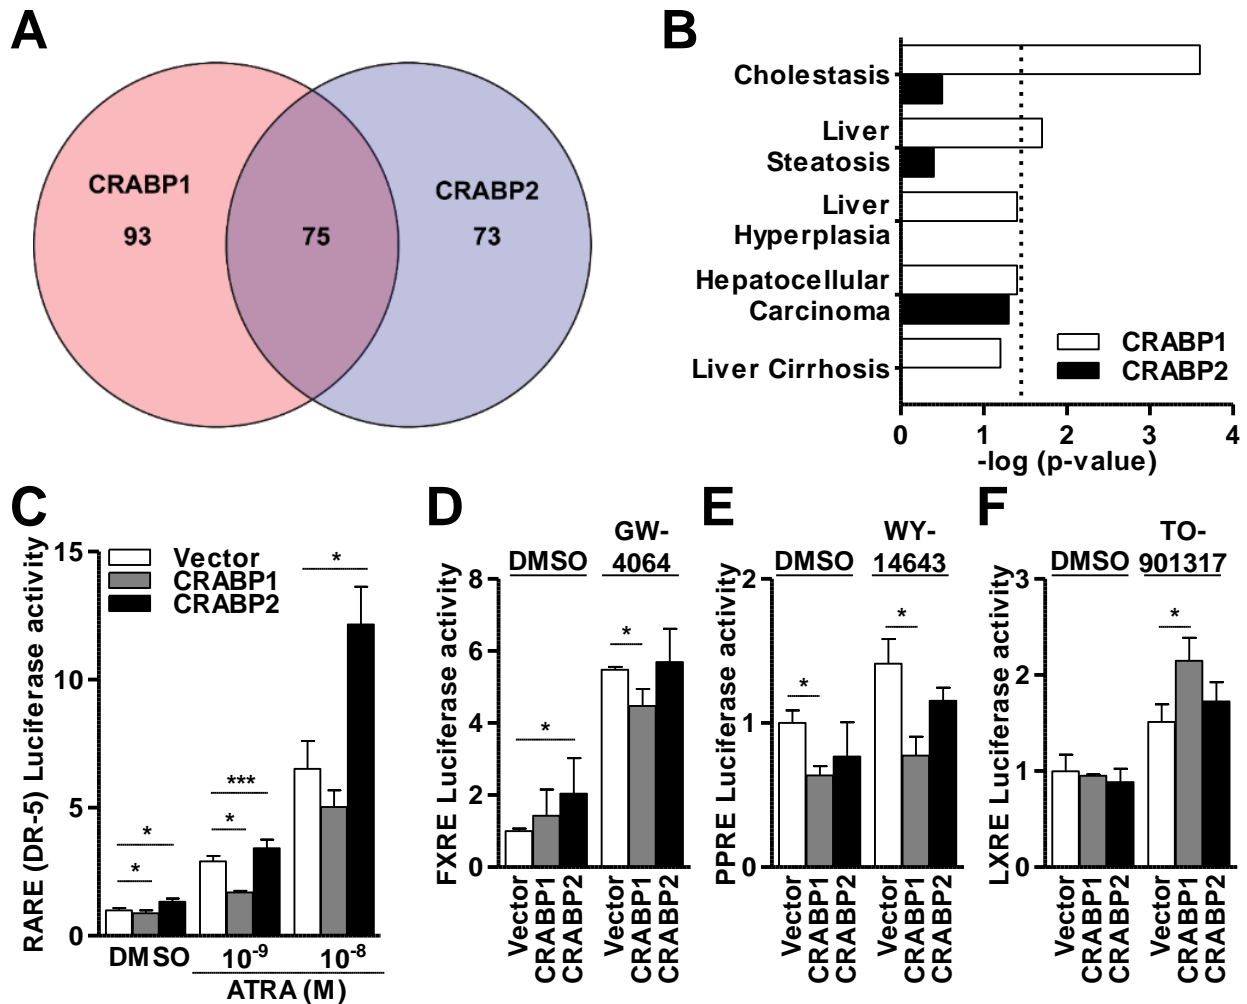 A
CRABP1
93
75
CRABP2
73
B
Cholestasis
Liver
Steatosis
Liver
Hyperplasia
Hepatocellular
Carcinoma
Liver Cirrhosis
CRABP1
CRABP2
0 1 2 3 4
-log (p-value)
C
RARE (DR-5) Luciferase activity
15
10
5
0
Vector
CRABP1
CRABP2
*
*
*
***
*
DMSO 10⁻⁹ 10⁻⁸
ATRA (M)
D
FXRE Luciferase activity
8
6
4
2
0
DMSO
GW-
4064
*
*
Vector
CRABP1
CRABP2
Vector
CRABP1
CRABP2
E
PPRE Luciferase activity
2
1
0
DMSO
WY-
14643
*
*
Vector
CRABP1
CRABP2
Vector
CRABP1
CRABP2
F
LXRE Luciferase activity
3
2
1
0
DMSO
TO-
901317
*
Vector
CRABP1
CRABP2
Vector
CRABP1
CRABP2